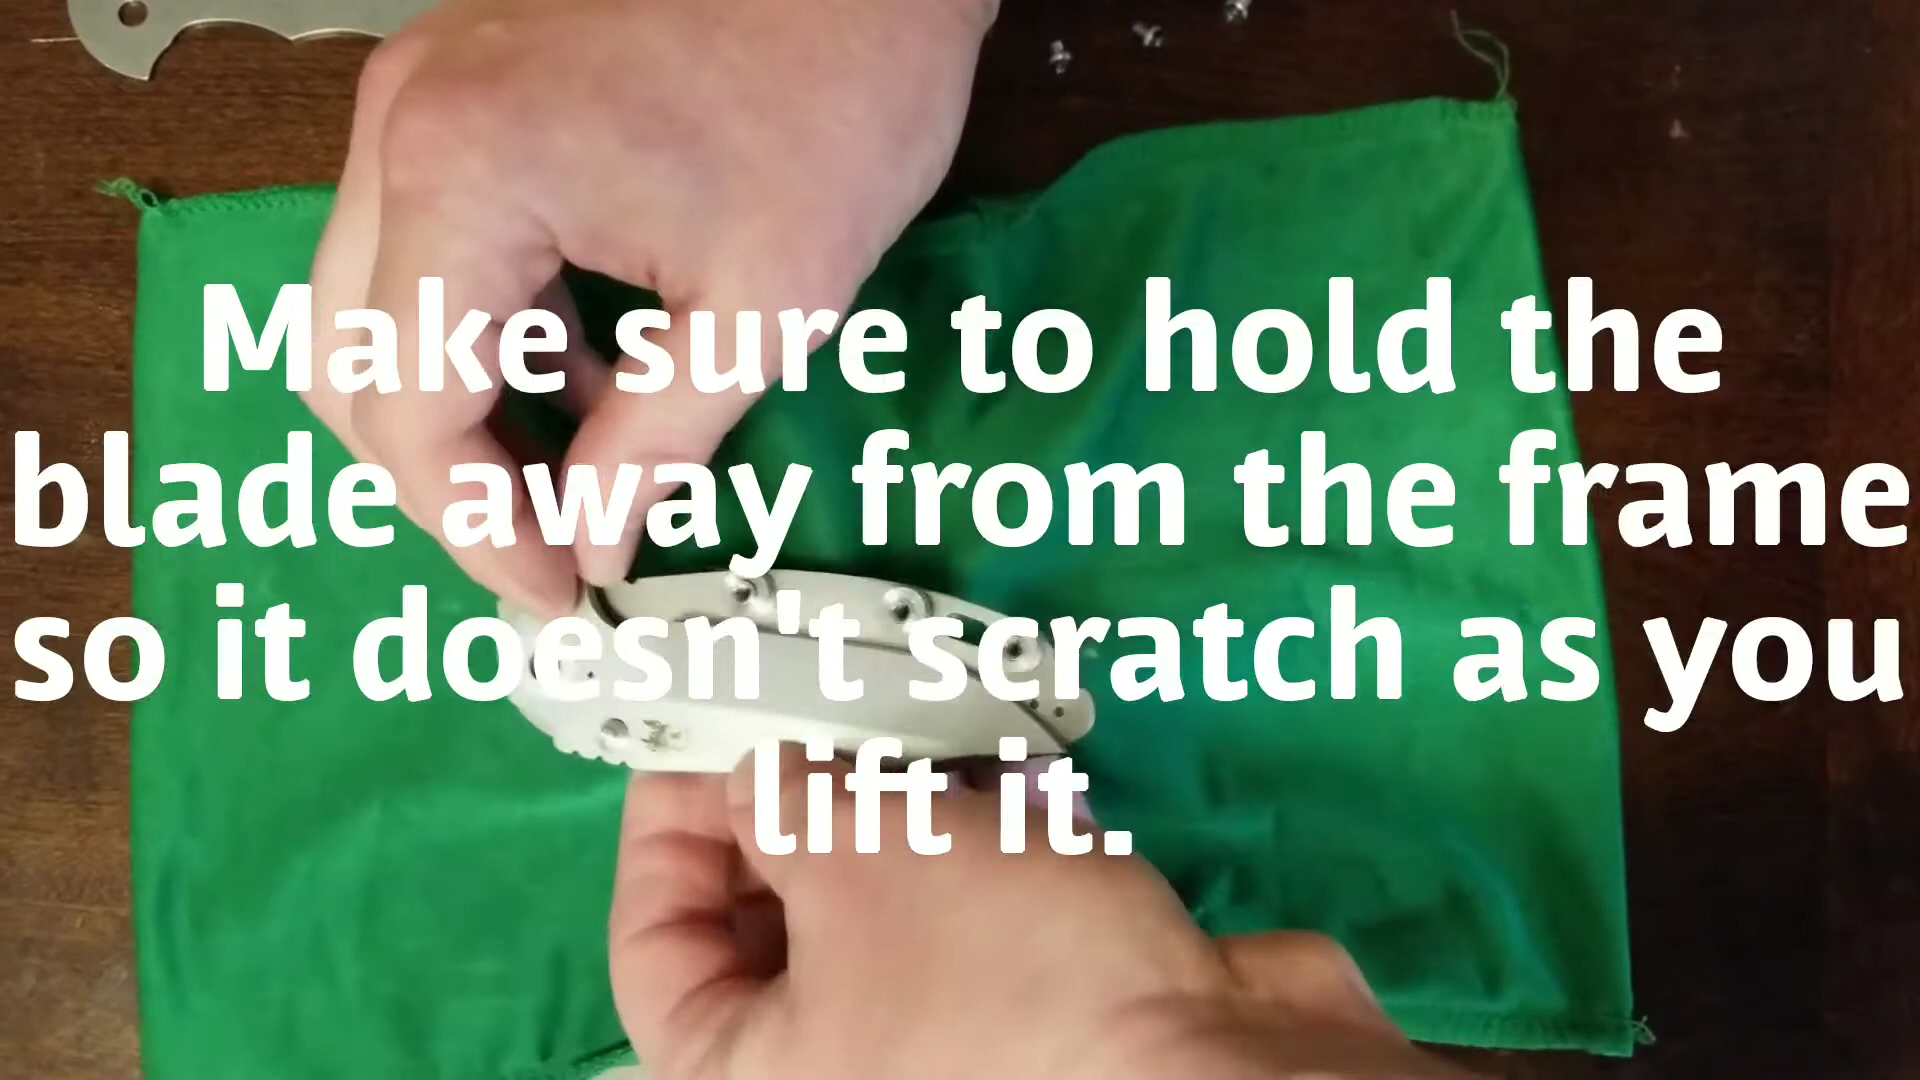 Make sure to hold the
blade away from the frame
so it doesn't scratch as you
lift it.